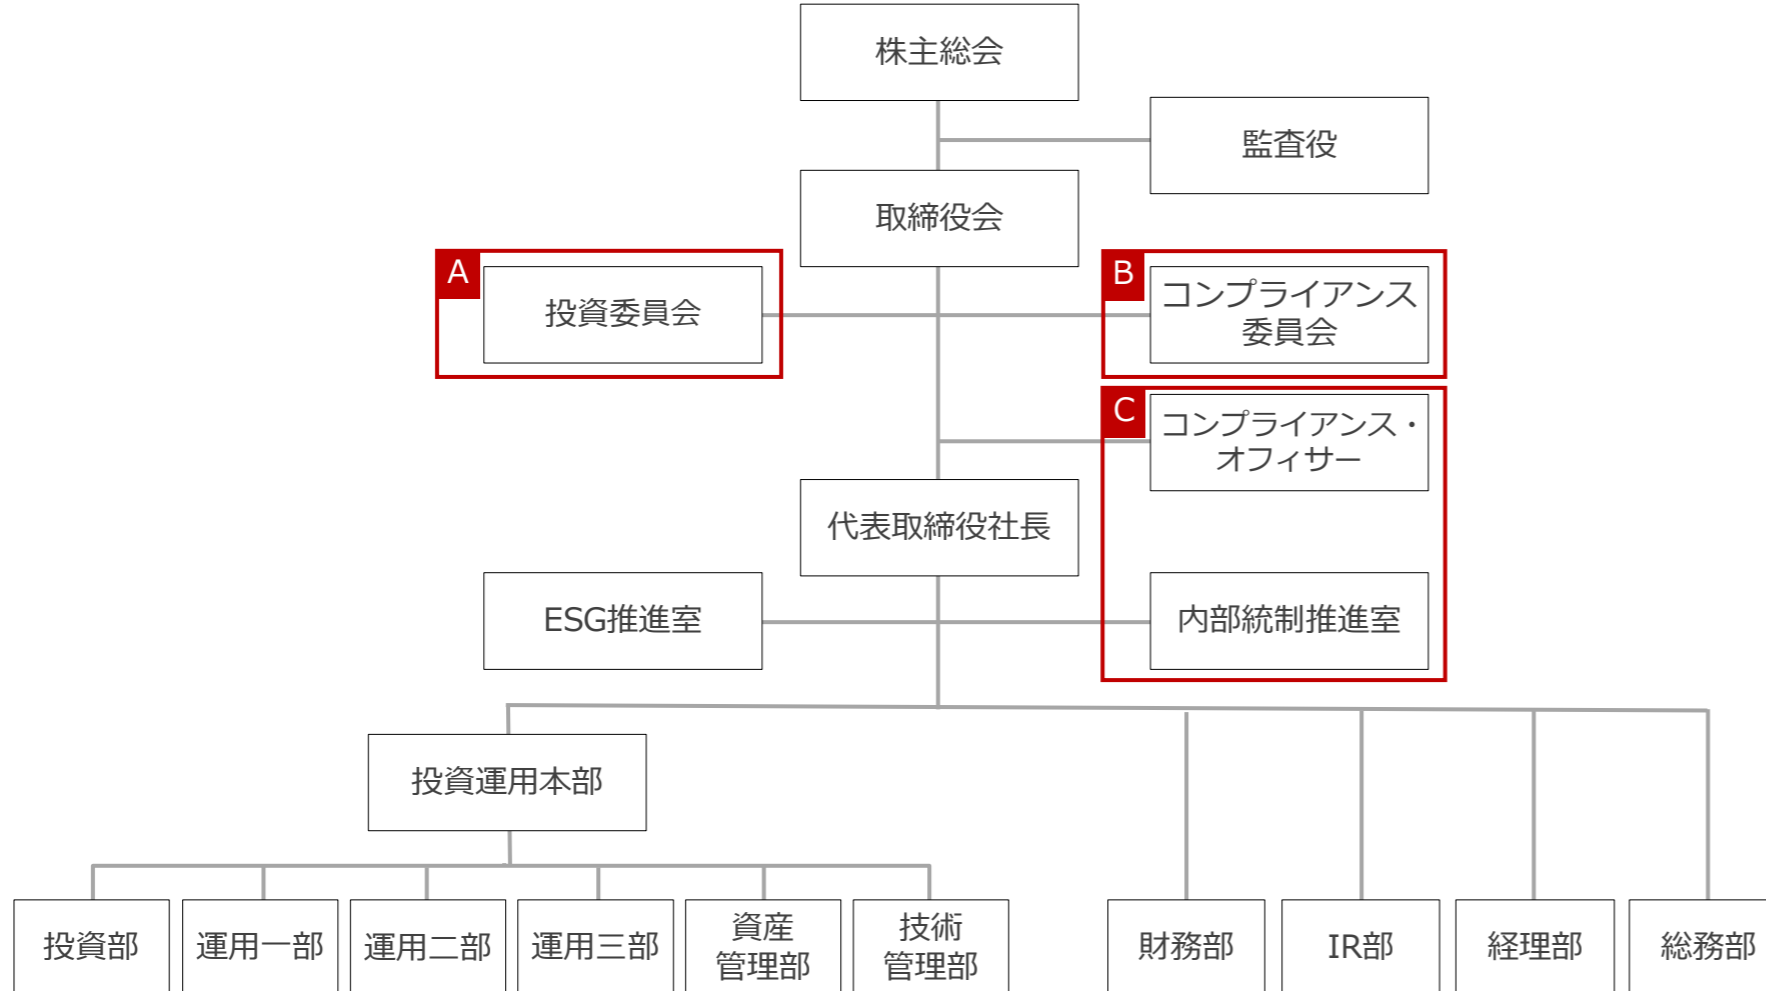 株主総会
監査役
取締役会
A
投資委員会
B
コンプライアンス
委員会
C
コンプライアンス・
オフィサー
代表取締役社長
ESG推進室
内部統制推進室
投資運用本部
投資部
運用一部
運用二部
運用三部
資産
管理部
技術
管理部
財務部
IR部
経理部
総務部